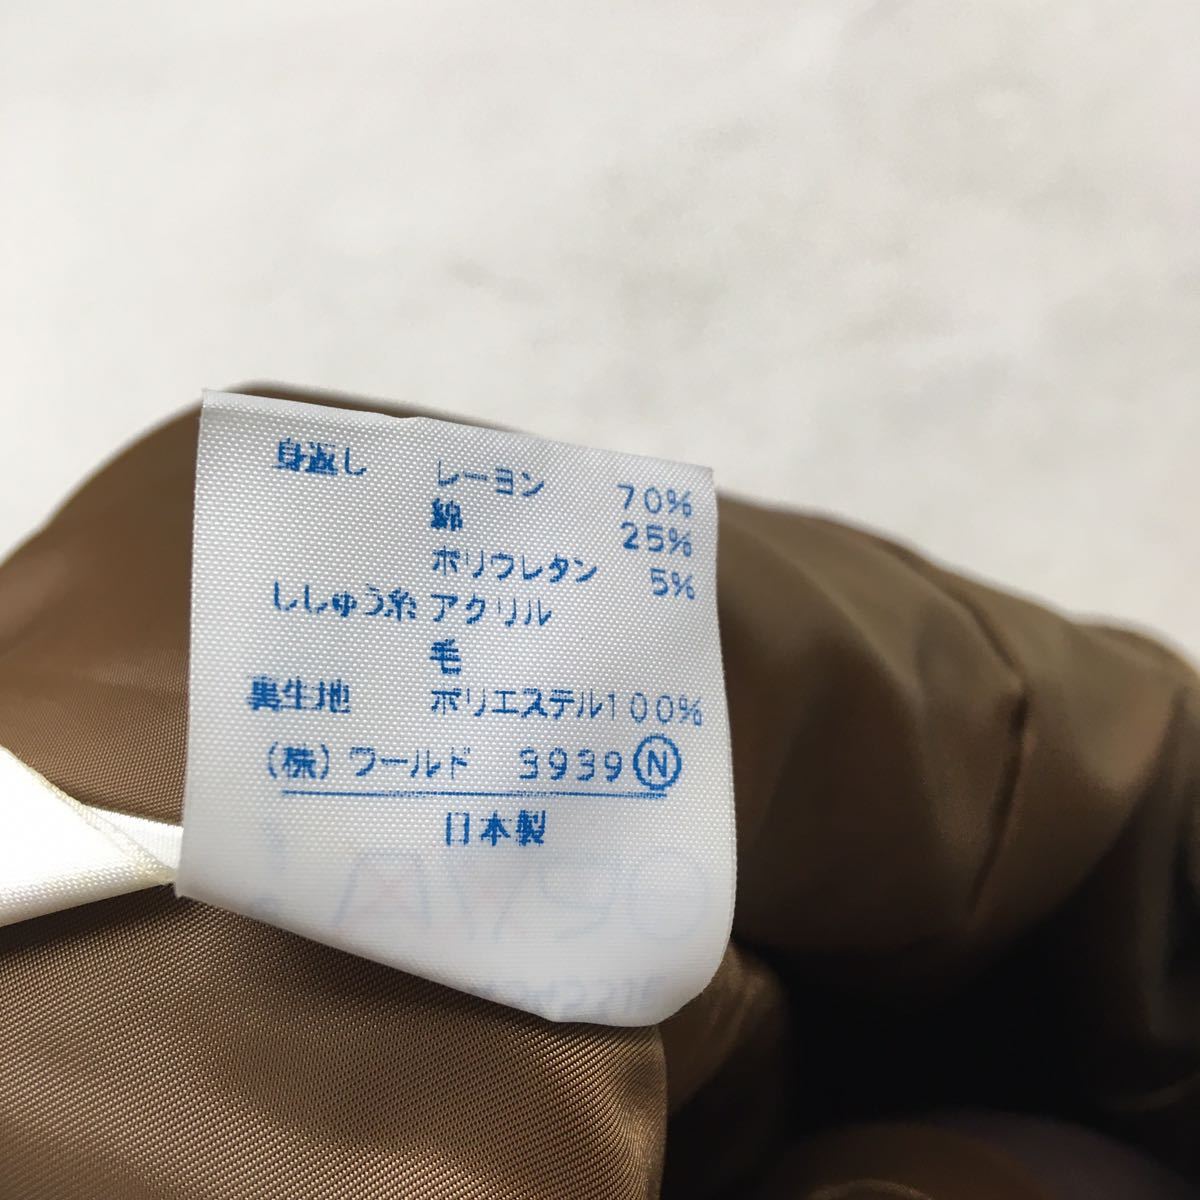 身返し レーヨン 70%
綿 25%
ポリウレタン 5%
ししゅう糸 アクリル
毛
裏生地 ポリエステル100%
(株)ワールド 3939Ⓝ
日本製